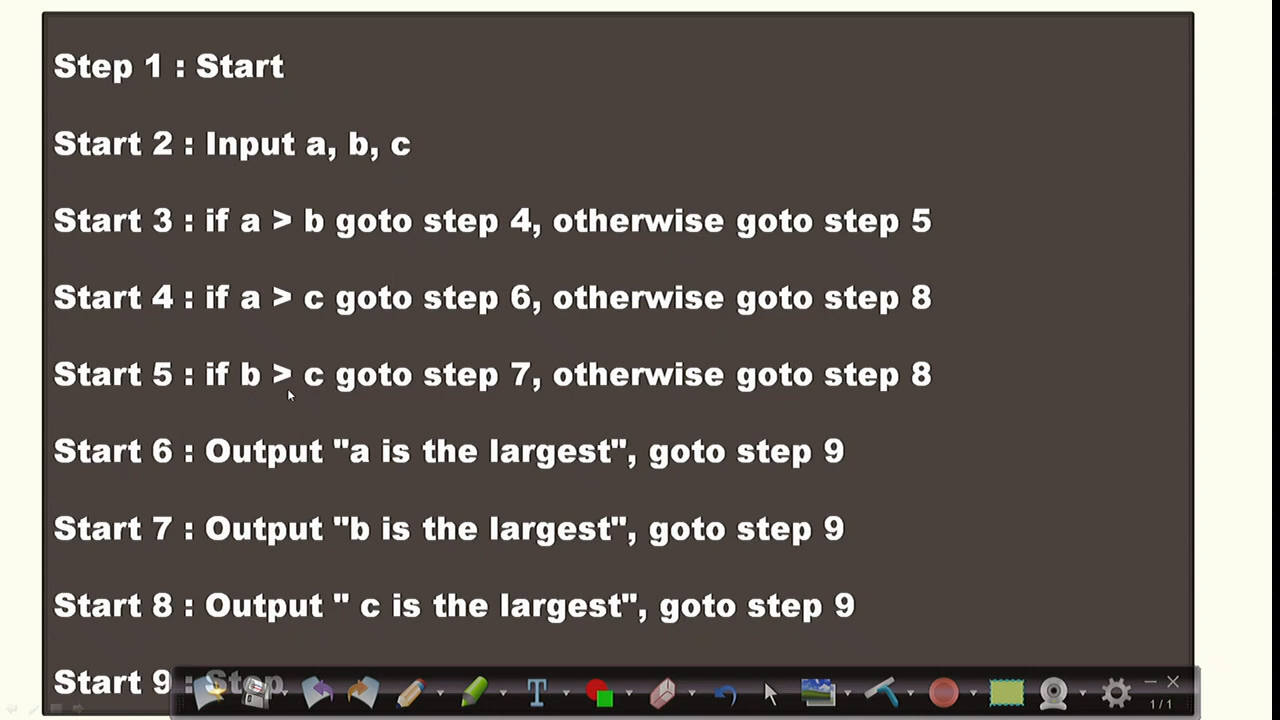 Step 1 : Start
Start 2 : Input a, b, c
Start 3 : if a > b goto step 4, otherwise goto step 5
Start 4 : if a > c goto step 6, otherwise goto step 8
Start 5 : if b > c goto step 7, otherwise goto step 8
Start 6 : Output "a is the largest", goto step 9
Start 7 : Output "b is the largest", goto step 9
Start 8 : Output " c is the largest", goto step 9
Start 9 : Stop
1/1